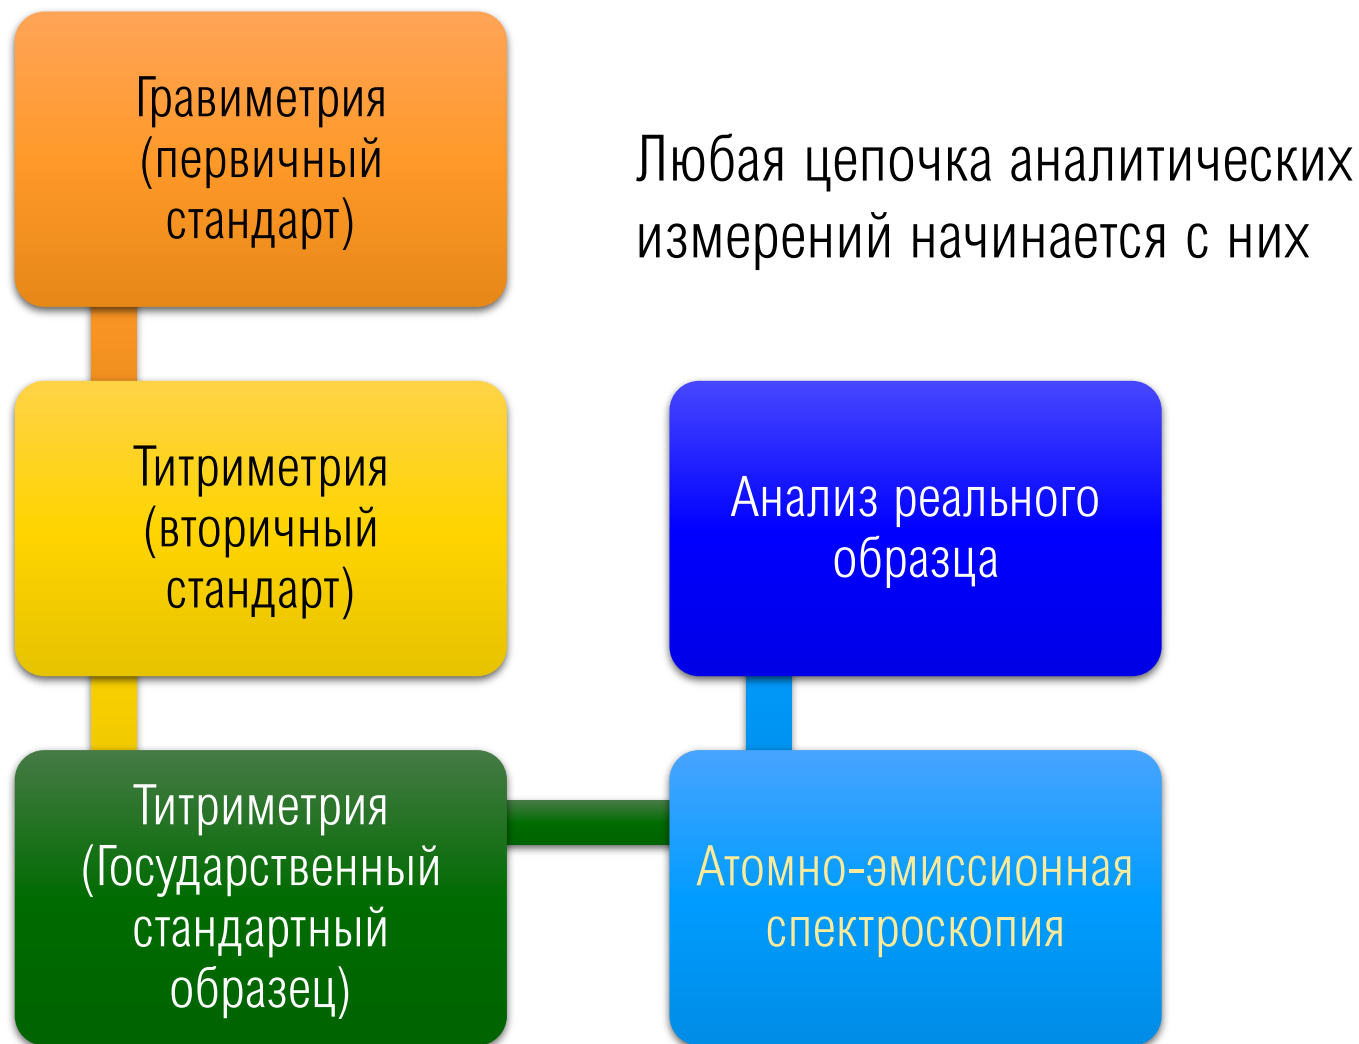 Гравиметрия
(первичный
стандарт)
Любая цепочка аналитических
измерений начинается с них
Титриметрия
(вторичный
стандарт)
Титриметрия
(Государственный
стандартный
образец)
Атомно-эмиссионная
спектроскопия
Анализ реального
образца